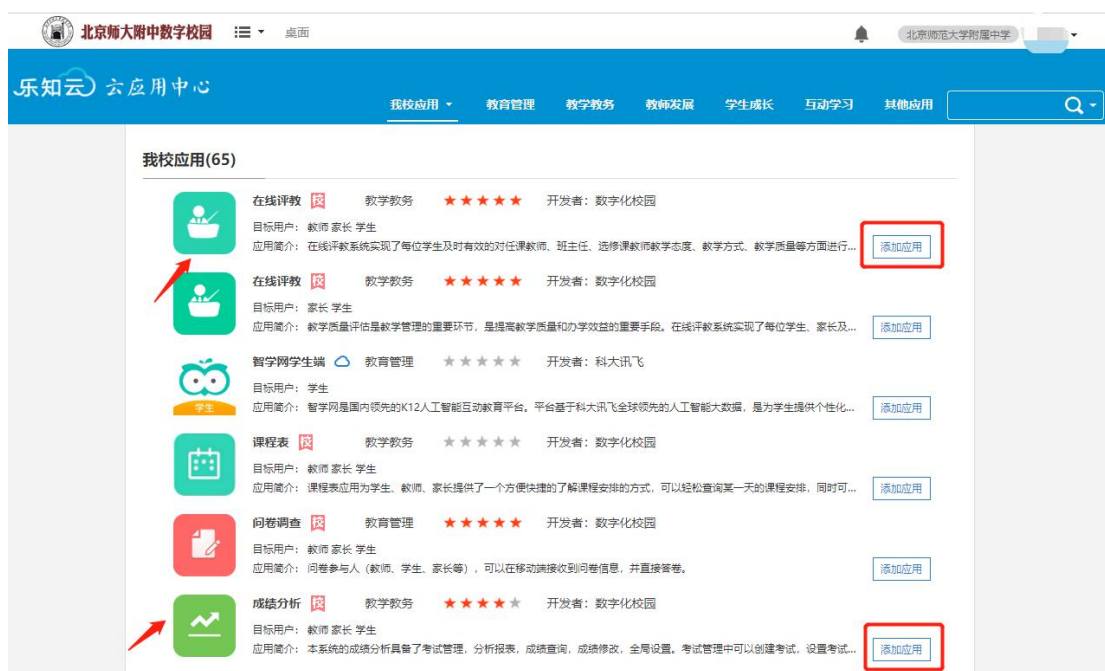 北京师大附中数字校园 桌面 北京师范大学附属中学
乐知云 云应用中心
我校应用 教育管理 教学教务 教师发展 学生成长 互动学习 其他应用
我校应用(65)
在线评教 校 教学教务 开发者：数字化校园
目标用户： 教师 家长 学生
应用简介： 在线评教系统实现了每位学生及时有效的对任课教师、班主任、选修课教师教学态度、教学方式、教学质量等方面进行... 添加应用
在线评教 校 教学教务 开发者：数字化校园
目标用户： 家长 学生
应用简介： 教学质量评估是教学管理的重要环节，是提高教学质量和办学效益的重要手段。在线评教系统实现了每位学生、家长及... 添加应用
智学网学生端 教育管理 开发者：科大讯飞
目标用户： 学生
学生
应用简介： 智学网是国内领先的K12人工智能互动教育平台。平台基于科大讯飞全球领先的人工智能大数据，是为学生提供个性化... 添加应用
课程表 校 教学教务 开发者：数字化校园
目标用户： 教师 家长 学生
应用简介： 课程表应用为学生、教师、家长提供了一个方便快捷的了解课程安排的方式，可以轻松查询某一天的课程安排，同时可... 添加应用
问卷调查 校 教育管理 开发者：数字化校园
目标用户： 教师 家长 学生
应用简介： 问卷参与人（教师、学生、家长等），可以在移动端接收到问卷信息，并直接答卷。 添加应用
成绩分析 校 教学教务 开发者：数字化校园
目标用户： 教师 家长 学生
应用简介： 本系统的成绩分析具备了考试管理，分析报表，成绩查询，成绩修改，全局设置。考试管理中可以创建考试，设置考试... 添加应用